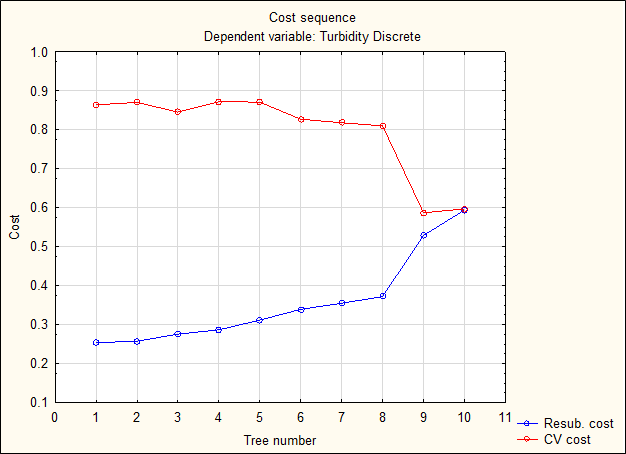 Cost sequence
Dependent variable: Turbidity Discrete
1.0
0.9
0.8
0.7
0.6
0.5
0.4
0.3
0.2
0.1
Cost
0 1 2 3 4 5 6 7 8 9 10 11
Tree number
Resub. cost
CV cost